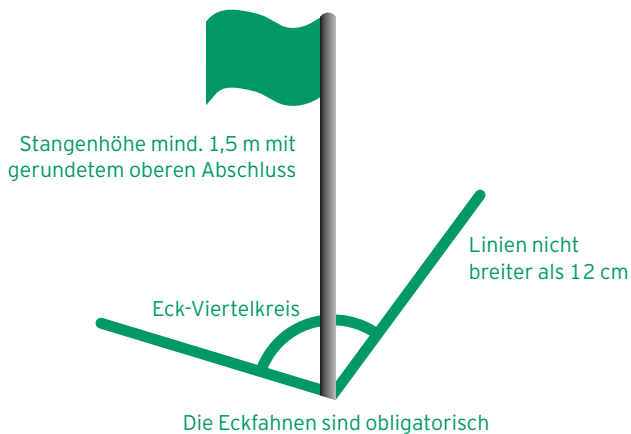 Stangenhöhe mind. 1,5 m mit
gerundetem oberen Abschluss
Linien nicht
breiter als 12 cm
Eck-Viertelkreis
Die Eckfahnen sind obligatorisch